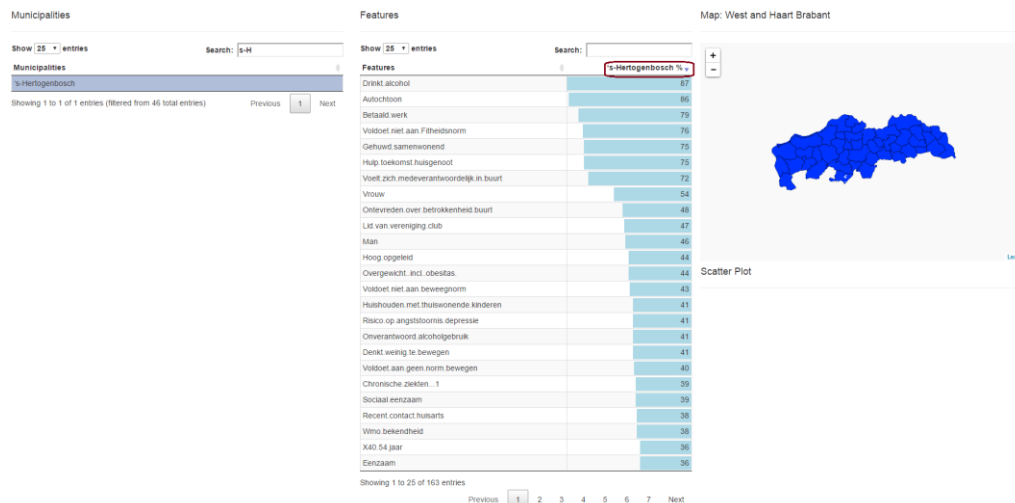 Municipalities
Show 25 entries
Search: s-H
Municipalities
's-Hertogenbosch
Showing 1 to 1 of 1 entries (filtered from 46 total entries)
Previous 1 Next
Features
Show 25 entries
Search:
Features 's-Hertogenbosch %
Drinkt.alcohol 87
Autochtoon 86
Betaald.werk 79
Voldoet.niet.aan.Fitheidsnorm 76
Gehuwd.samenwonend 75
Hulp.toekomst.huisgenoot 75
Voelt.zich.medeverantwoordelijk.in.buurt 72
Vrouw 54
Ontevreden.over.betrokkenheid.buurt 48
Lid.van.vereniging.club 47
Man 46
Hoog.opgeleid 44
Overgewicht..incl..obesitas. 44
Voldoet.niet.aan.beweegnorm 43
Huishouden.met.thuiswonende.kinderen 41
Risico.op.angststoornis.depressie 41
Onverantwoord.alcoholgebruik 41
Denkt.weinig.te.bewegen 41
Voldoet.aan.geen.norm.bewegen 40
Chronische.ziekten...1 39
Sociaal.eenzaam 39
Recent.contact.huisarts 38
Wmo.bekendheid 38
X40.54.jaar 36
Eenzaam 36
Showing 1 to 25 of 163 entries
Previous 1 2 3 4 5 6 7 Next
Map: West and Haart Brabant
+
−
Le
Scatter Plot